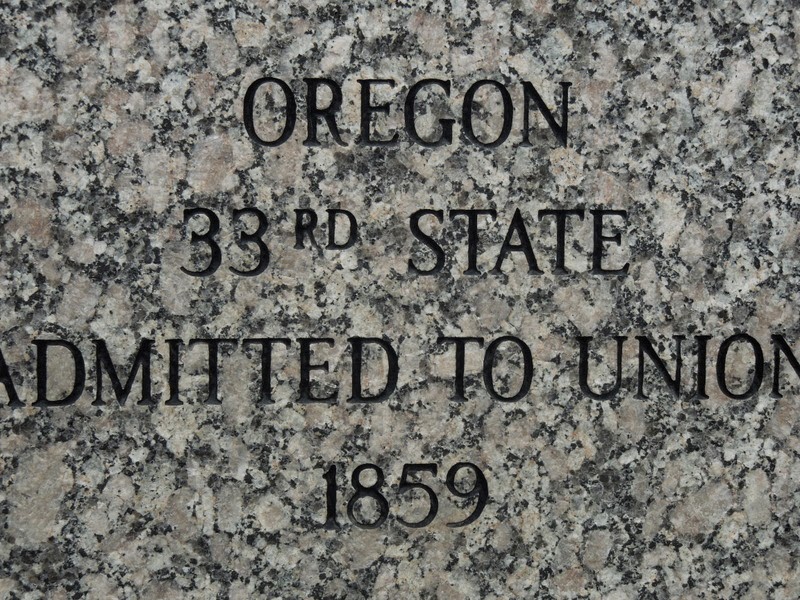 OREGON
33RD STATE
ADMITTED TO UNION
1859